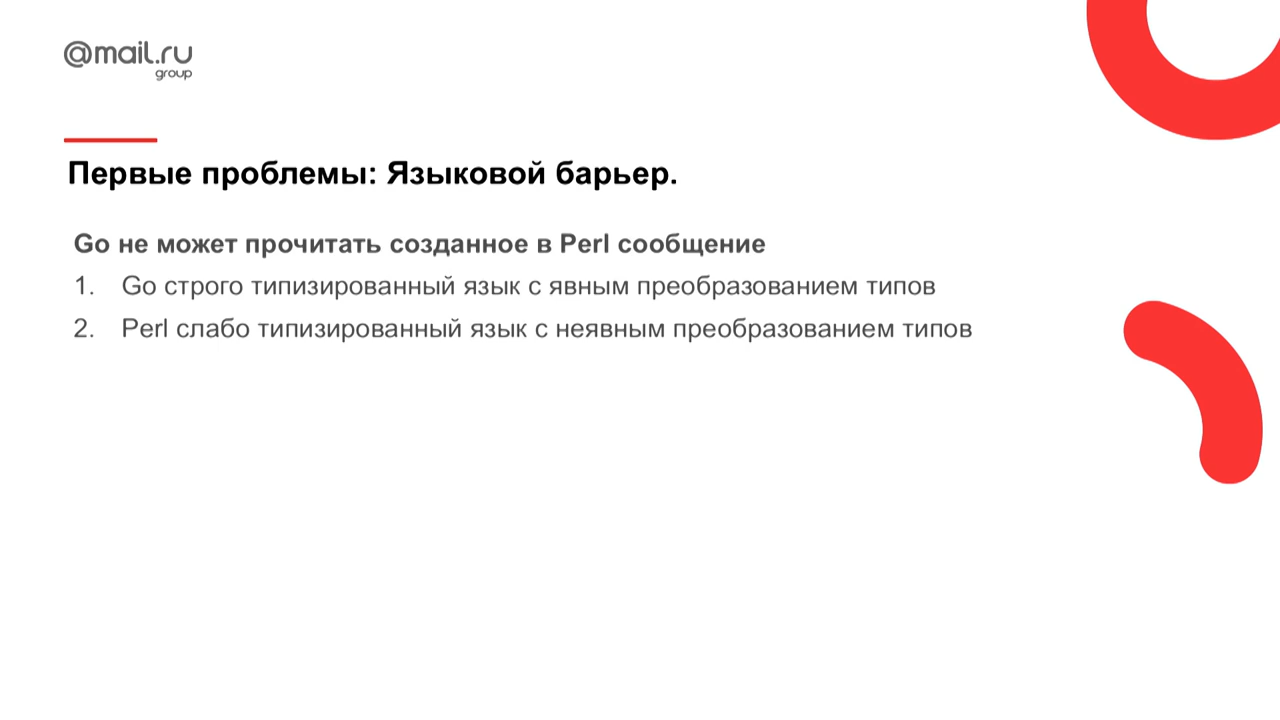 @mail.ru
group
Первые проблемы: Языковой барьер.
Go не может прочитать созданное в Perl сообщение
1. Go строго типизированный язык с явным преобразованием типов
2. Perl слабо типизированный язык с неявным преобразованием типов